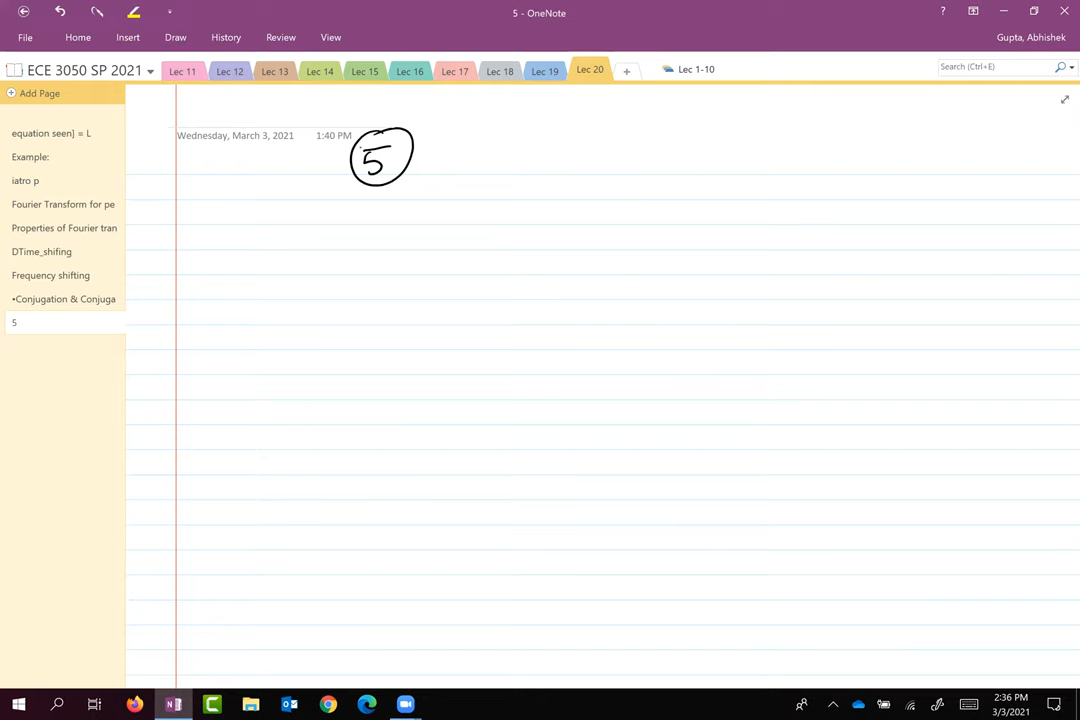 5 - OneNote
File Home Insert Draw History Review View Gupta, Abhishek
ECE 3050 SP 2021 Lec 11 Lec 12 Lec 13 Lec 14 Lec 15 Lec 16 Lec 17 Lec 18 Lec 19 Lec 20 Lec 1-10 Search (Ctrl+E)
Add Page
equation seen] = L
Wednesday, March 3, 2021 1:40 PM
5
Example:
iatro p
Fourier Transform for pe
Properties of Fourier tran
DTime_shifing
Frequency shifting
•Conjugation & Conjuga
5
2:36 PM
3/3/2021